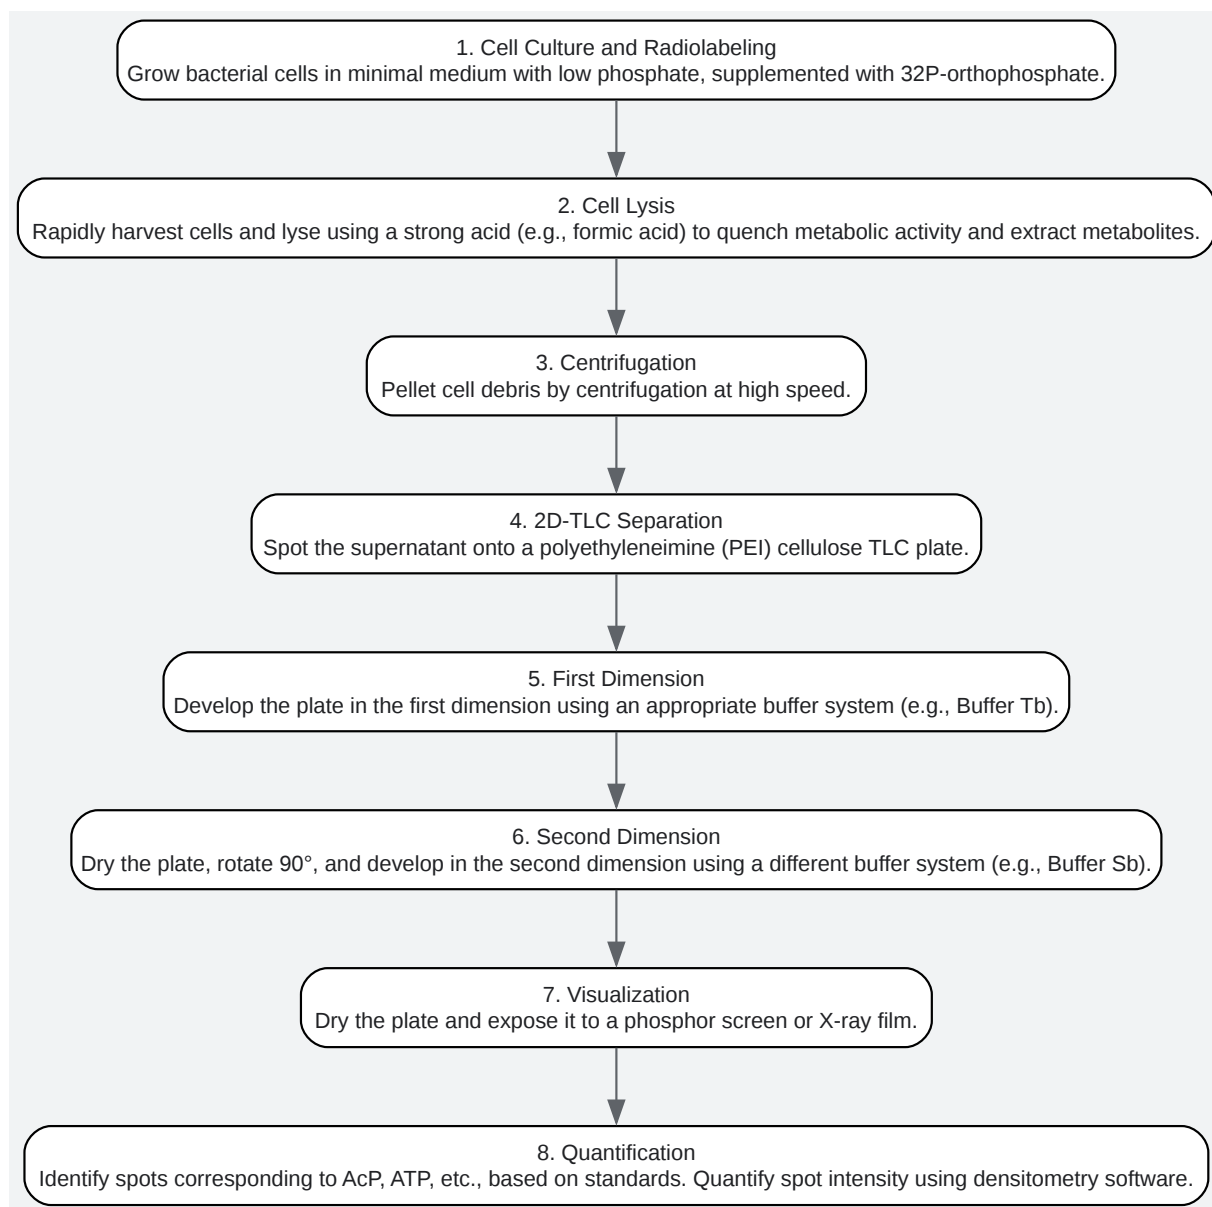 1. Cell Culture and Radiolabeling
Grow bacterial cells in minimal medium with low phosphate, supplemented with 32P-orthophosphate.
2. Cell Lysis
Rapidly harvest cells and lyse using a strong acid (e.g., formic acid) to quench metabolic activity and extract metabolites.
3. Centrifugation
Pellet cell debris by centrifugation at high speed.
4. 2D-TLC Separation
Spot the supernatant onto a polyethyleneimine (PEI) cellulose TLC plate.
5. First Dimension
Develop the plate in the first dimension using an appropriate buffer system (e.g., Buffer Tb).
6. Second Dimension
Dry the plate, rotate 90°, and develop in the second dimension using a different buffer system (e.g., Buffer Sb).
7. Visualization
Dry the plate and expose it to a phosphor screen or X-ray film.
8. Quantification
Identify spots corresponding to AcP, ATP, etc., based on standards. Quantify spot intensity using densitometry software.